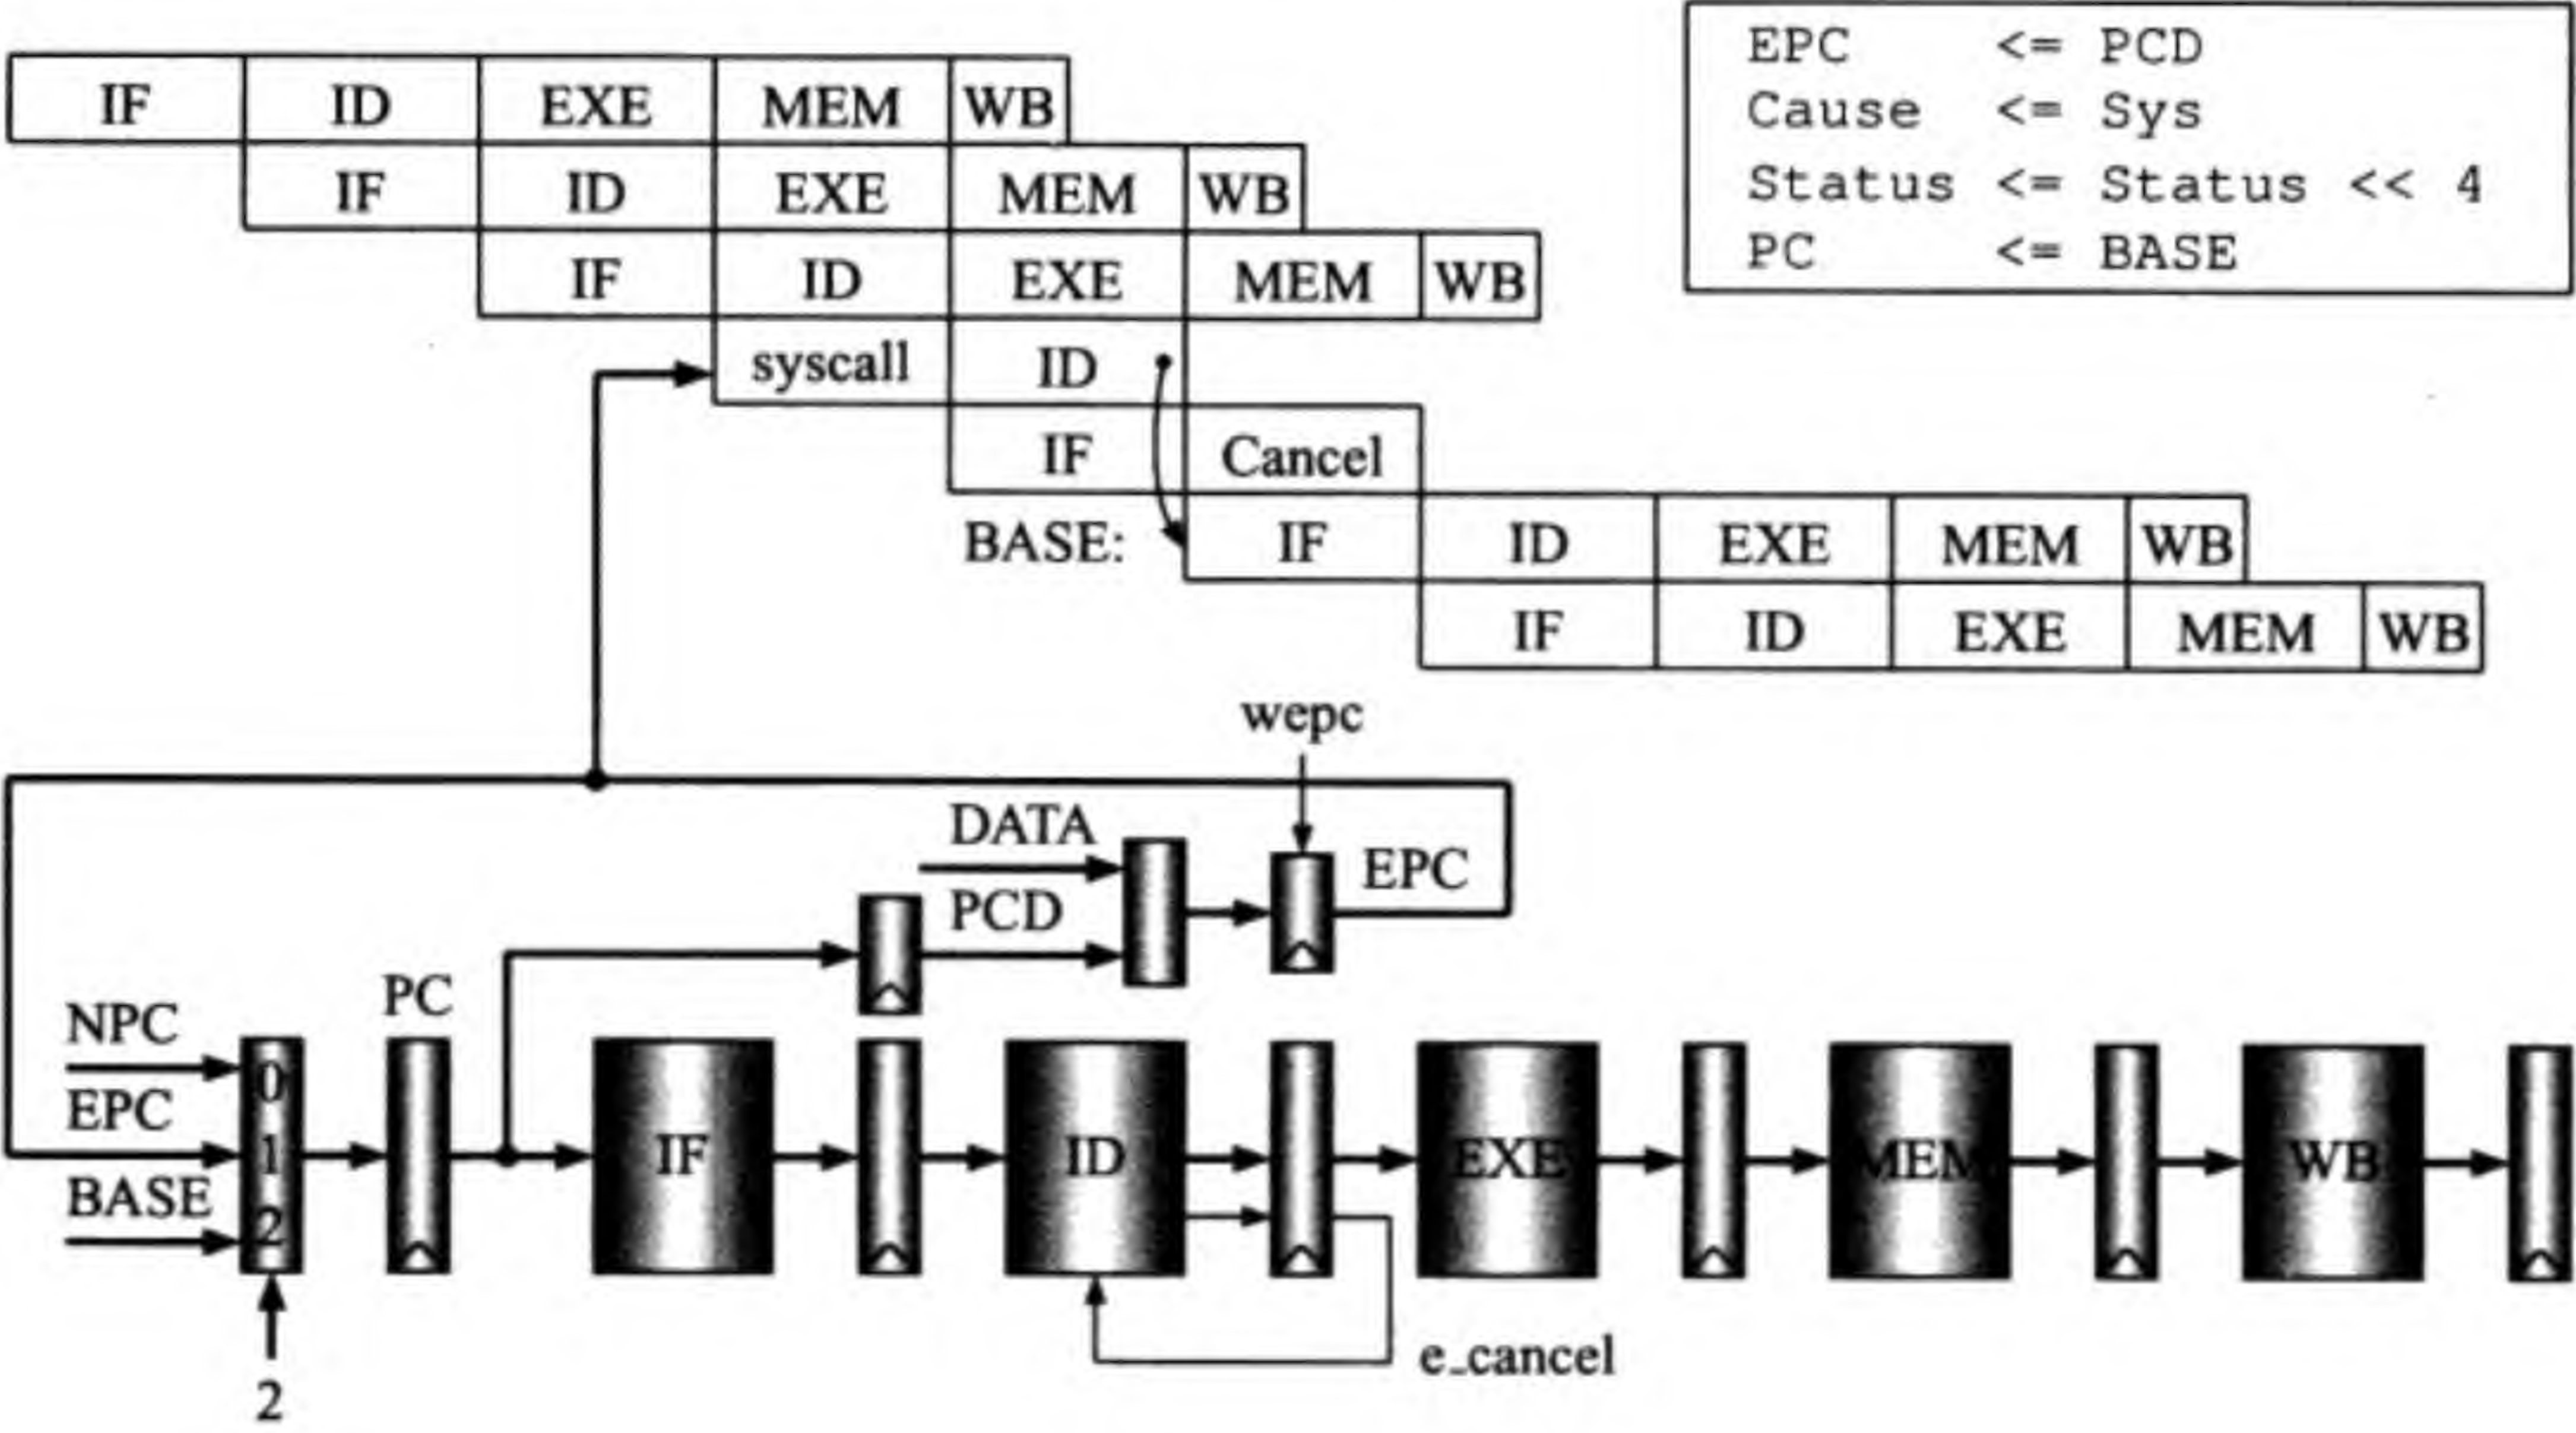 IF ID EXE MEM WB
IF ID EXE MEM WB
IF ID EXE MEM WB
syscall ID
IF Cancel
BASE: IF ID EXE MEM WB
IF ID EXE MEM WB
EPC <= PCD
Cause <= Sys
Status <= Status << 4
PC <= BASE
wepc
DATA
PCD
EPC
PC
NPC
EPC
BASE
0
1
2
2
IF ID EXE MEM WB
e_cancel